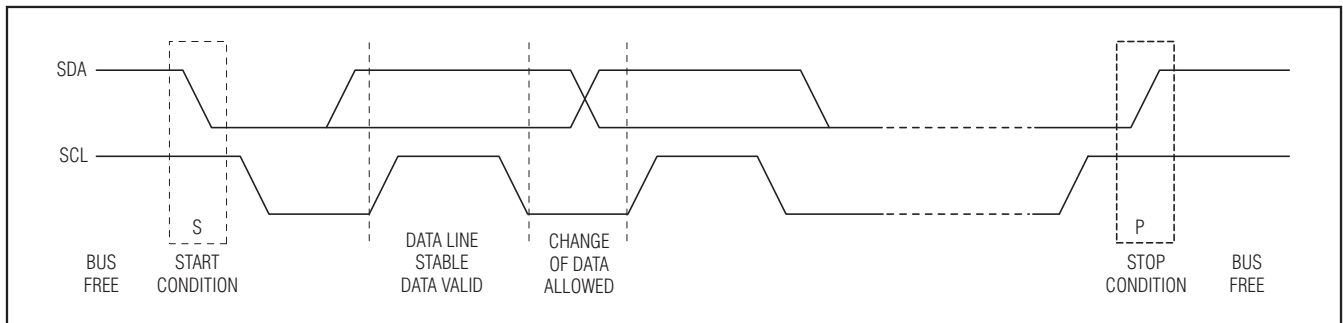 SDA
SCL
S
P
BUS
FREE
START
CONDITION
DATA LINE
STABLE
DATA VALID
CHANGE
OF DATA
ALLOWED
STOP
CONDITION
BUS
FREE